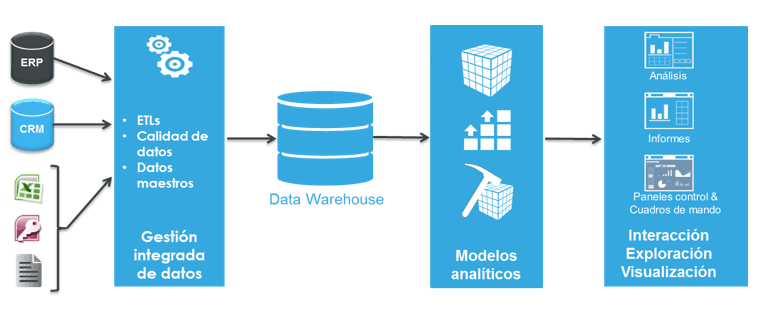 ERP
CRM
• ETLs
• Calidad de
datos
• Datos
maestros
Gestión
integrada
de datos
Data Warehouse
Modelos
analíticos
Análisis
Informes
Paneles control &
Cuadros de mando
Interacción
Exploración
Visualización